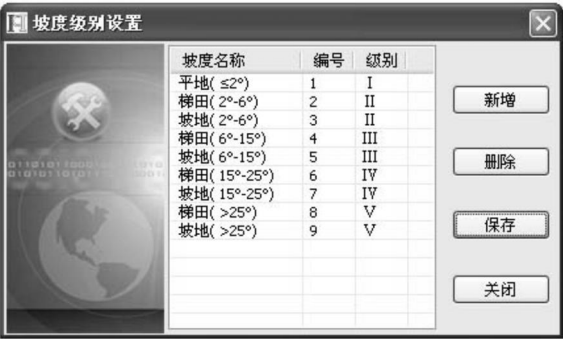 坡度级别设置
坡度名称 编号 级别
平地( ≤2°) 1 I
梯田( 2°-6°) 2 II
坡地( 2°-6°) 3 II
梯田( 6°-15°) 4 III
坡地( 6°-15°) 5 III
梯田( 15°-25°) 6 IV
坡地( 15°-25°) 7 IV
梯田( >25°) 8 V
坡地( >25°) 9 V
新增
删除
保存
关闭